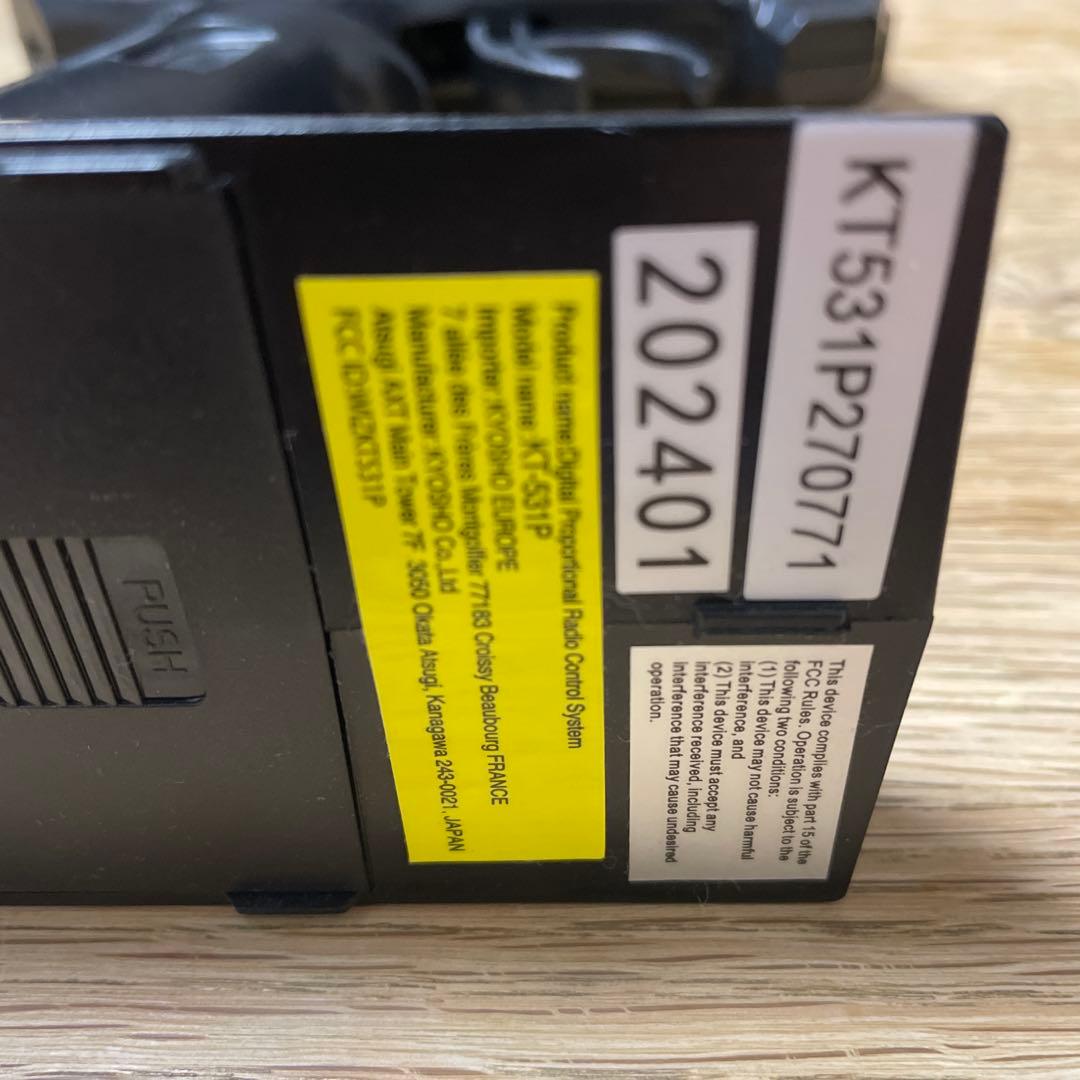 KT531P270771
202401
Product name:Digital Proportional Radio Control System
Model name :KT-531P
Importer :KYOSHO EUROPE
7 allée des Frères Montgolfier 77183 Croissy Beaubourg FRANCE
Manufacturer :KYOSHO Co.,Ltd
Atsugi AXT Main Tower 7F 3050 Okata Atsugi, Kanagawa 243-0021, JAPAN
FCC ID:WZKT531P
This device complies with part 15 of the
FCC Rules. Operation is subject to the
following two conditions:
(1) This device may not cause harmful
interference, and
(2) This device must accept any
interference received, including
interference that may cause undesired
operation.
PUSH